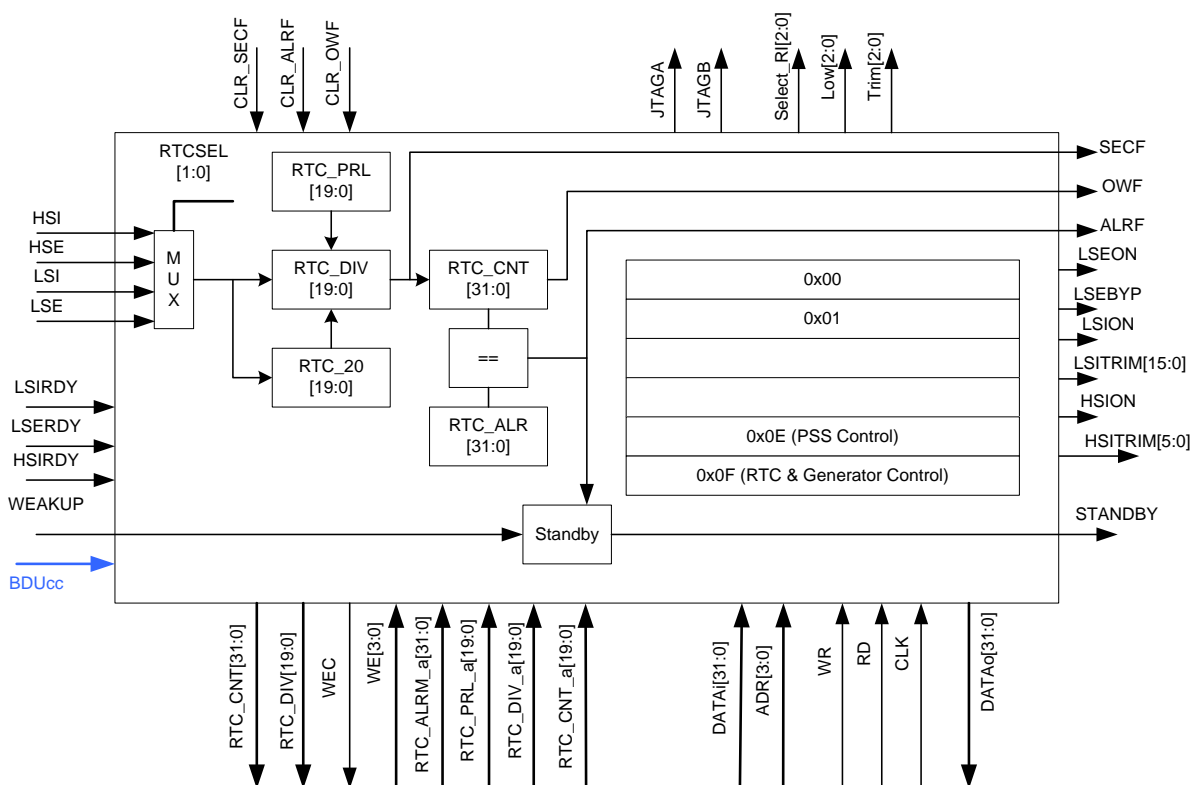 CLR_SECF
CLR_ALRF
CLR_OWF
JTAGA
JTAGB
Select_RI[2:0]
Low[2:0]
Trim[2:0]
RTCSEL
[1:0]
RTC_PRL
[19:0]
SECF
OWF
ALRF
HSI
HSE
LSI
LSE
M
U
X
RTC_DIV
[19:0]
RTC_CNT
[31:0]
RTC_20
[19:0]
==
RTC_ALR
[31:0]
0x00
0x01
0x0E (PSS Control)
0x0F (RTC & Generator Control)
LSEON
LSEBYP
LSION
LSITRIM[15:0]
HSION
HSITRIM[5:0]
LSIRDY
LSERDY
HSIRDY
WEAKUP
Standby
STANDBY
BDUcc
RTC_CNT[31:0]
RTC_DIV[19:0]
WEC
WE[3:0]
RTC_ALRM_a[31:0]
RTC_PRL_a[19:0]
RTC_DIV_a[19:0]
RTC_CNT_a[19:0]
DATAi[31:0]
ADR[3:0]
WR
RD
CLK
DATAo[31:0]